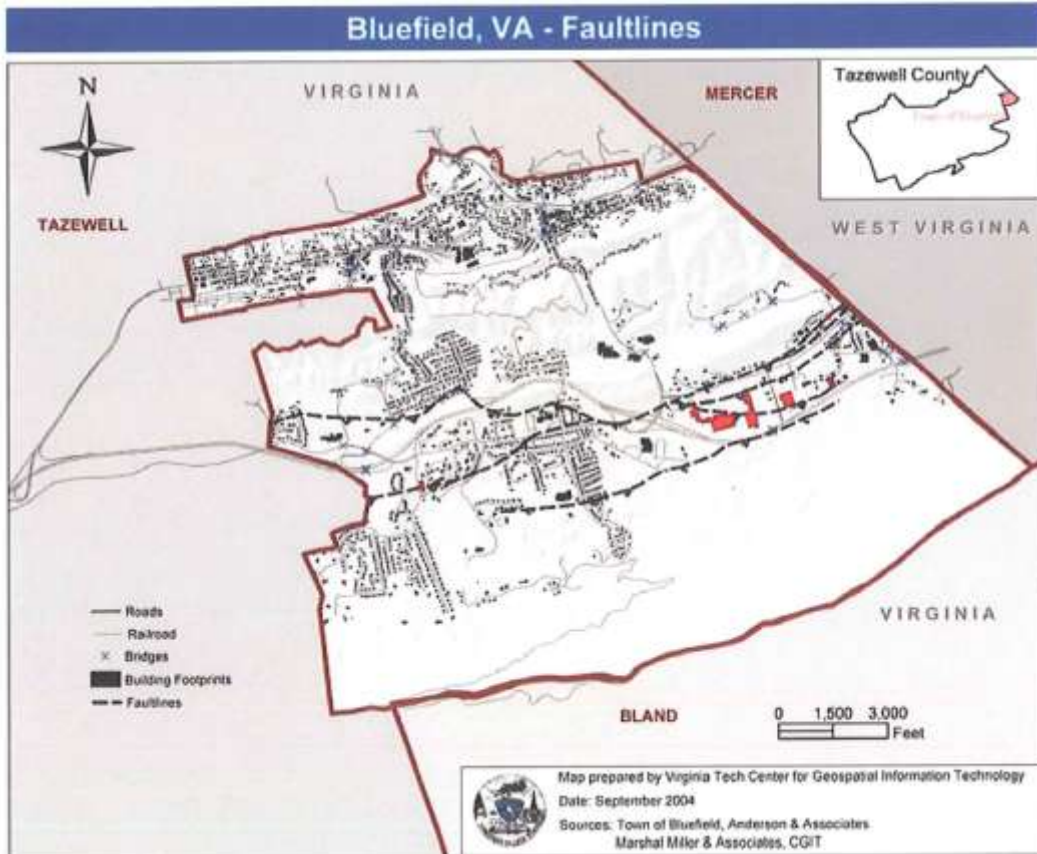 Bluefield, VA - Faultlines
N
VIRGINIA
MERCER
Tazewell County
TAZEWELL
WEST VIRGINIA
Roads
Railroad
Bridges
Building Footprints
Faultlines
VIRGINIA
BLAND
0 1,500 3,000
Feet
Map prepared by Virginia Tech Center for Geospatial Information Technology
Date: September 2004
Sources: Town of Bluefield, Anderson & Associates
Marshal Miller & Associates, CGIT